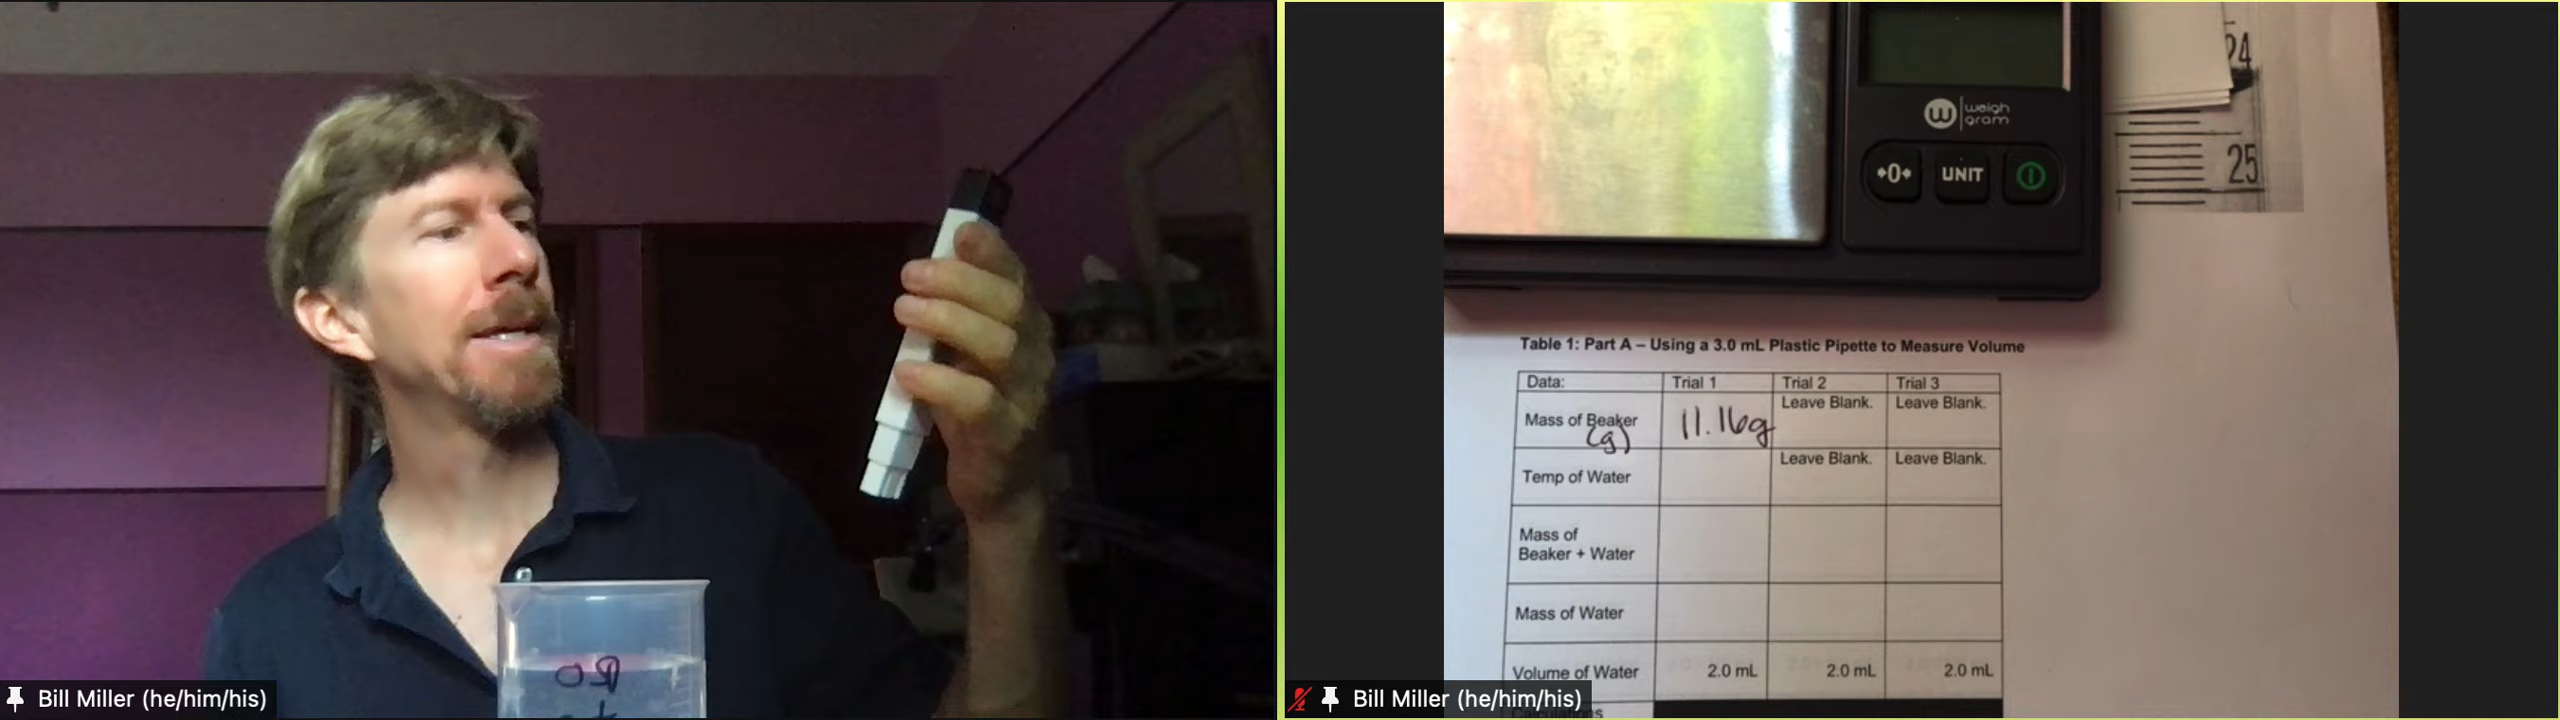 Bill Miller (he/him/his)
weigh
gram
UNIT
24
25
Table 1: Part A – Using a 3.0 mL Plastic Pipette to Measure Volume
Data: Trial 1 Trial 2 Trial 3
Mass of Beaker (g) 11.16g Leave Blank. Leave Blank.
Temp of Water Leave Blank. Leave Blank.
Mass of
Beaker + Water
Mass of Water
Volume of Water 2.0 mL 2.0 mL 2.0 mL
Bill Miller (he/him/his)
Calculations